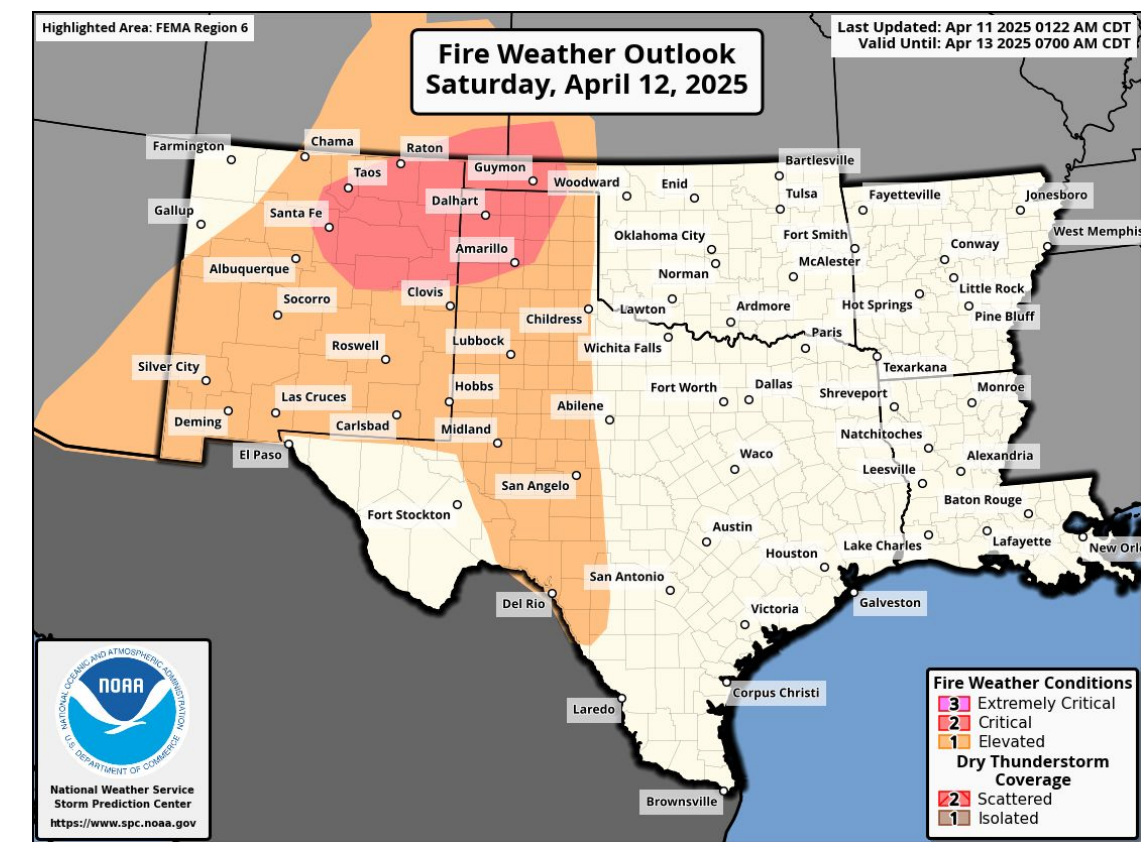 Highlighted Area: FEMA Region 6
Fire Weather Outlook
Saturday, April 12, 2025
Last Updated: Apr 11 2025 0122 AM CDT
Valid Until: Apr 13 2025 0700 AM CDT
Farmington
Chama
Raton
Taos
Guymon
Woodward
Enid
Bartlesville
Tulsa
Fayetteville
Jonesboro
Gallup
Santa Fe
Dalhart
Oklahoma City
Fort Smith
West Memphis
Amarillo
Norman
McAlester
Conway
Albuquerque
Little Rock
Socorro
Clovis
Childress
Lawton
Ardmore
Hot Springs
Pine Bluff
Roswell
Lubbock
Wichita Falls
Paris
Silver City
Texarkana
Hobbs
Fort Worth
Dallas
Shreveport
Monroe
Las Cruces
Abilene
Deming
Carlsbad
Midland
Natchitoches
El Paso
Waco
Leesville
Alexandria
San Angelo
Baton Rouge
Fort Stockton
Austin
Houston
Lake Charles
Lafayette
New Orl
San Antonio
Del Rio
Victoria
Galveston
Corpus Christi
Laredo
Brownsville
NATIONAL OCEANIC AND ATMOSPHERIC ADMINISTRATION
NOAA
U.S. DEPARTMENT OF COMMERCE
National Weather Service
Storm Prediction Center
https://www.spc.noaa.gov
Fire Weather Conditions
3 Extremely Critical
2 Critical
1 Elevated
Dry Thunderstorm
Coverage
2 Scattered
1 Isolated